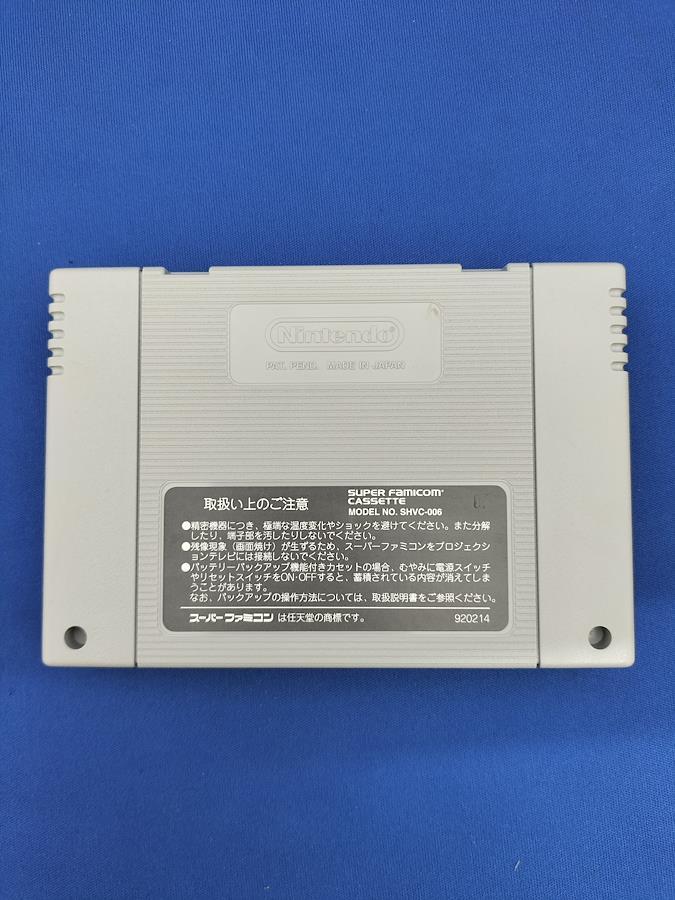 Nintendo®
PAT. PEND. MADE IN JAPAN
取扱い上のご注意
SUPER FAMICOM®
CASSETTE
MODEL NO. SHVC-006
●精密機器につき、極端な温度変化やショックを避けてください。また分解
したり、端子部を汚したりしないでください。
●残像現象（画面焼け）が生ずるため、スーパーファミコンをプロジェクシ
ョンテレビには接続しないでください。
●バッテリーバックアップ機能付きカセットの場合、むやみに電源スイッチ
やリセットスイッチをON・OFFすると、蓄積されている内容が消えてしま
うことがあります。
なお、バックアップの操作方法については、取扱説明書をご参照ください。
スーパーファミコン は任天堂の商標です。
920214